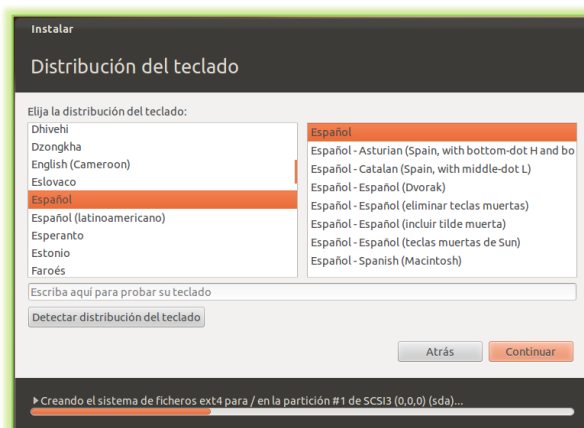 Instalar
Distribución del teclado
Elija la distribución del teclado:
Dhivehi
Dzongkha
English (Cameroon)
Eslovaco
Español
Español (latinoamericano)
Esperanto
Estonio
Faroés
Español
Español - Asturian (Spain, with bottom-dot H and bo
Español - Catalan (Spain, with middle-dot L)
Español - Español (Dvorak)
Español - Español (eliminar teclas muertas)
Español - Español (incluir tilde muerta)
Español - Español (teclas muertas de Sun)
Español - Spanish (Macintosh)
Escriba aquí para probar su teclado
Detectar distribución del teclado
Atrás
Continuar
Creando el sistema de ficheros ext4 para / en la partición #1 de SCSI3 (0,0,0) (sda)...